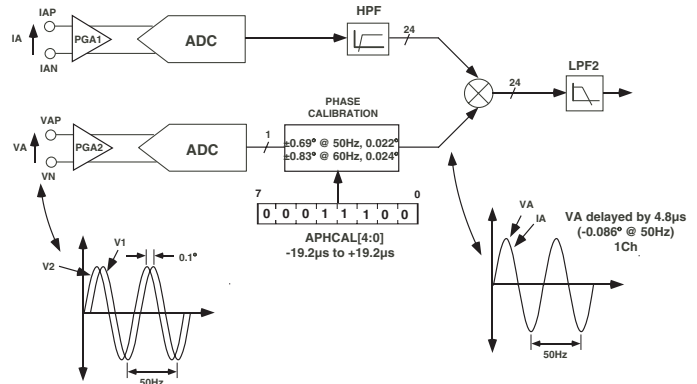 HPF
IAP
IA
PGA1
ADC
24
IAN
LPF2
24
PHASE
CALIBRATION
VAP
VA
PGA2
ADC
1
±0.69° @ 50Hz, 0.022°
±0.83° @ 60Hz, 0.024°
VN
7
0
0 0 0 1 1 1 0 0
APHCAL[4:0]
-19.2µs to +19.2µs
VA
IA
VA delayed by 4.8µs
(-0.086° @ 50Hz)
1Ch
V1
V2
0.1°
50Hz
50Hz